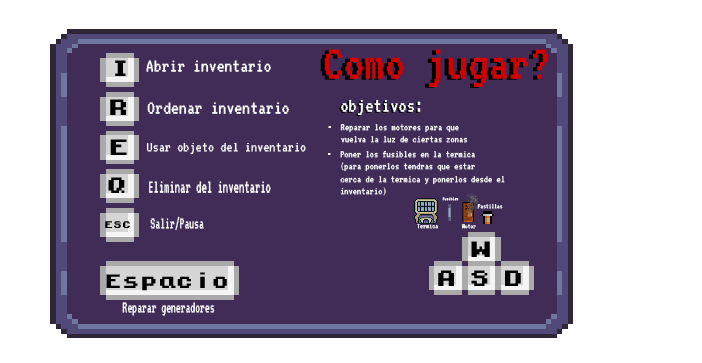 Como jugar?
I Abrir inventario
R Ordenar inventario
E Usar objeto del inventario
Q Eliminar del inventario
ESC Salir/Pausa
Espacio
Reparar generadores
objetivos:
- Reparar los motores para que
vuelva la luz de ciertas zonas
- Poner los fusibles en la termica
(para ponerlos tendras que estar
cerca de la termica y ponerlos desde el
inventario)
Fusibles
Pastillas
Termica
Motor
W
A S D